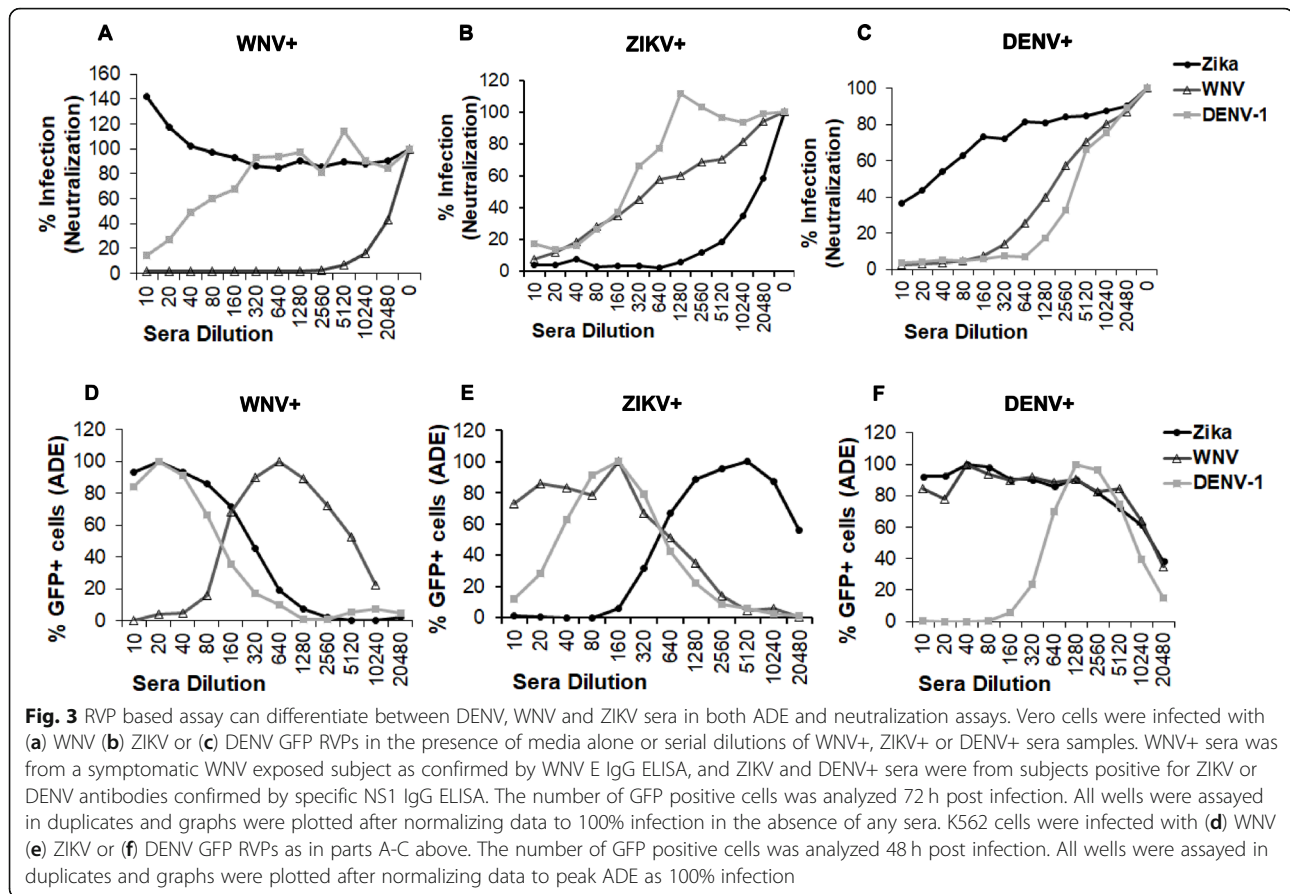 A
WNV+
B
ZIKV+
C
DENV+
Zika
WNV
DENV-1
% Infection
(Neutralization)
160
140
120
100
80
60
40
20
0
10
20
40
80
160
320
640
1280
2560
5120
10240
20480
0
Sera Dilution
% Infection
(Neutralization)
120
100
80
60
40
20
0
10
20
40
80
160
320
640
1280
2560
5120
10240
20480
0
Sera Dilution
% Infection
(Neutralization)
100
80
60
40
20
0
10
20
40
80
160
320
640
1280
2560
5120
10240
20480
0
Sera Dilution
D
WNV+
E
ZIKV+
F
DENV+
Zika
WNV
DENV-1
% GFP+ cells (ADE)
120
100
80
60
40
20
0
10
20
40
80
160
320
640
1280
2560
5120
10240
20480
Sera Dilution
% GFP+ cells (ADE)
120
100
80
60
40
20
0
10
20
40
80
160
320
640
1280
2560
5120
10240
20480
Sera Dilution
% GFP+ cells (ADE)
120
100
80
60
40
20
0
10
20
40
80
160
320
640
1280
2560
5120
10240
20480
Sera Dilution
Fig. 3 RVP based assay can differentiate between DENV, WNV and ZIKV sera in both ADE and neutralization assays. Vero cells were infected with
(a) WNV (b) ZIKV or (c) DENV GFP RVPs in the presence of media alone or serial dilutions of WNV+, ZIKV+ or DENV+ sera samples. WNV+ sera was
from a symptomatic WNV exposed subject as confirmed by WNV E IgG ELISA, and ZIKV and DENV+ sera were from subjects positive for ZIKV or
DENV antibodies confirmed by specific NS1 IgG ELISA. The number of GFP positive cells was analyzed 72 h post infection. All wells were assayed
in duplicates and graphs were plotted after normalizing data to 100% infection in the absence of any sera. K562 cells were infected with (d) WNV
(e) ZIKV or (f) DENV GFP RVPs as in parts A-C above. The number of GFP positive cells was analyzed 48 h post infection. All wells were assayed in
duplicates and graphs were plotted after normalizing data to peak ADE as 100% infection